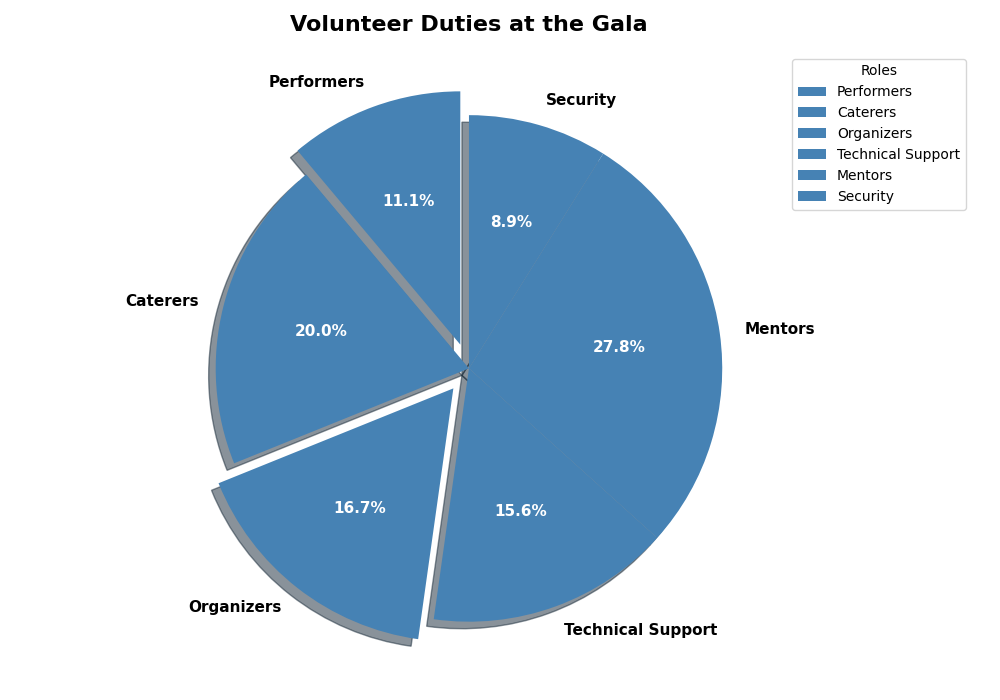 Volunteer Duties at the Gala
Performers
Security
Caterers
Mentors
Organizers
Technical Support
11.1%
8.9%
20.0%
27.8%
16.7%
15.6%
Roles
Performers
Caterers
Organizers
Technical Support
Mentors
Security